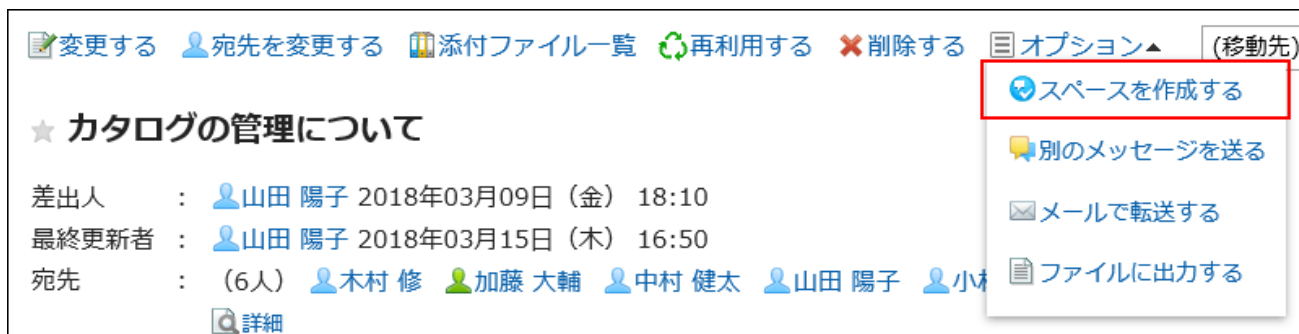 変更する 宛先を変更する 添付ファイル一覧 再利用する 削除する オプション▲ (移動先)
スペースを作成する
別のメッセージを送る
メールで転送する
ファイルに出力する
★ カタログの管理について
差出人 : 山田 陽子 2018年03月09日（金） 18:10
最終更新者 : 山田 陽子 2018年03月15日（木） 16:50
宛先 : （6人） 木村 修 加藤 大輔 中村 健太 山田 陽子 小
詳細